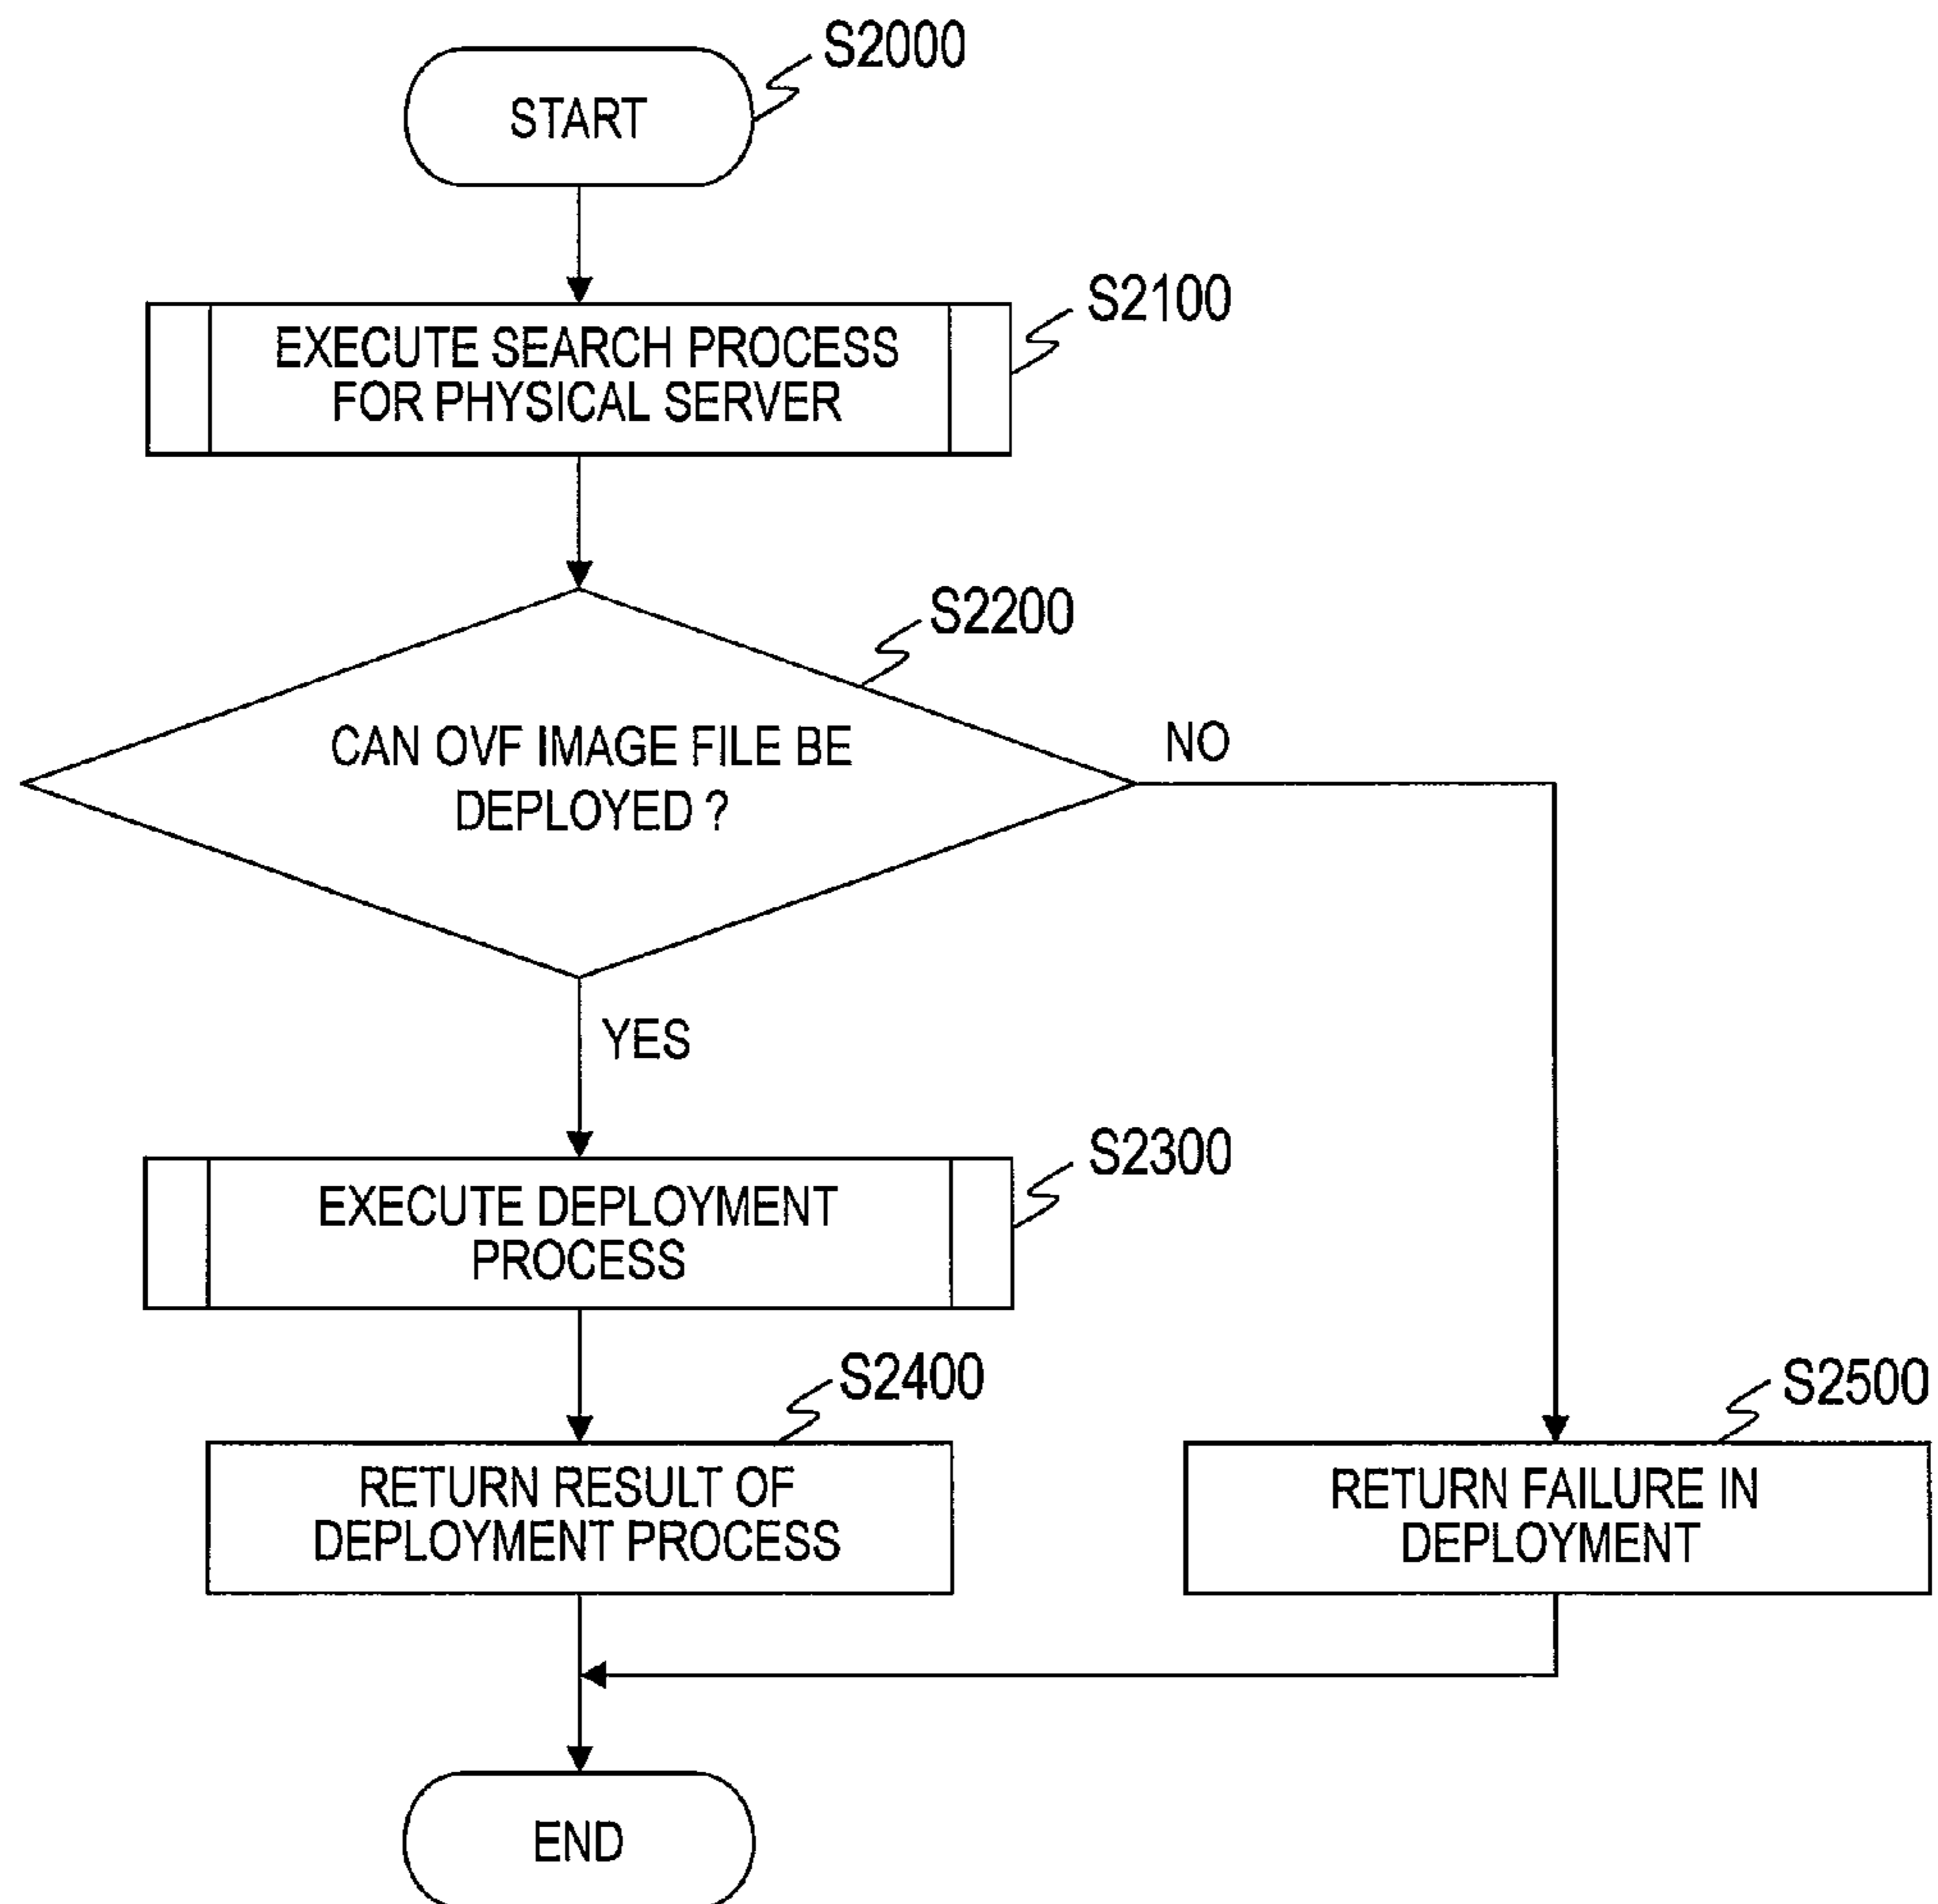 S2000
START
S2100
EXECUTE SEARCH PROCESS
FOR PHYSICAL SERVER
S2200
CAN OVF IMAGE FILE BE
DEPLOYED ?
NO
YES
S2300
EXECUTE DEPLOYMENT
PROCESS
S2400
RETURN RESULT OF
DEPLOYMENT PROCESS
S2500
RETURN FAILURE IN
DEPLOYMENT
END